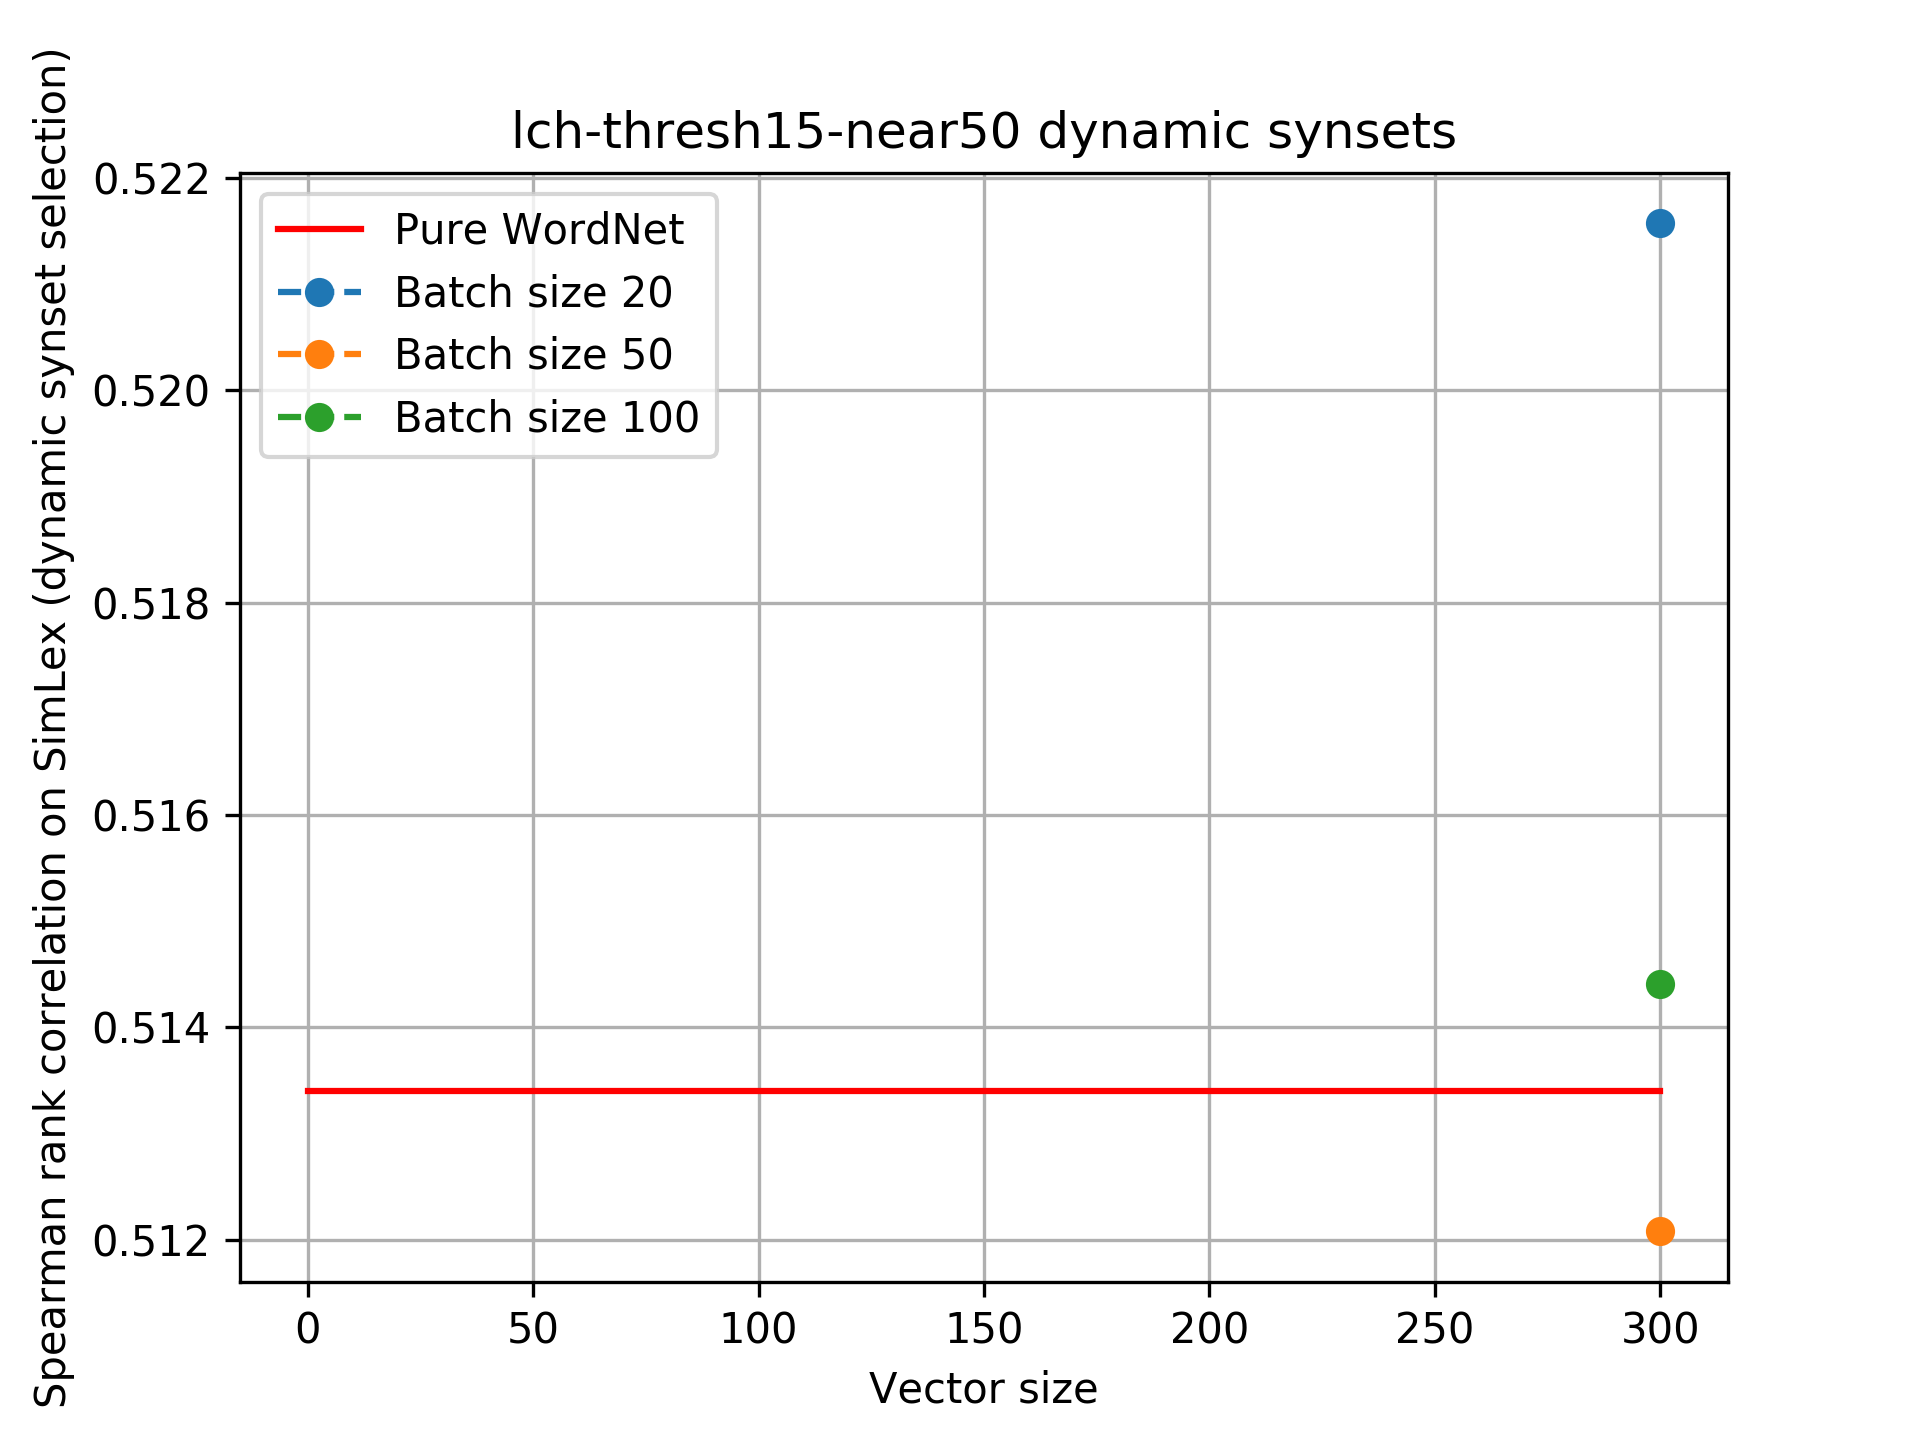 lch-thresh15-near50 dynamic synsets
Spearman rank correlation on SimLex (dynamic synset selection)
0.522
0.520
0.518
0.516
0.514
0.512
Pure WordNet
Batch size 20
Batch size 50
Batch size 100
0 50 100 150 200 250 300
Vector size